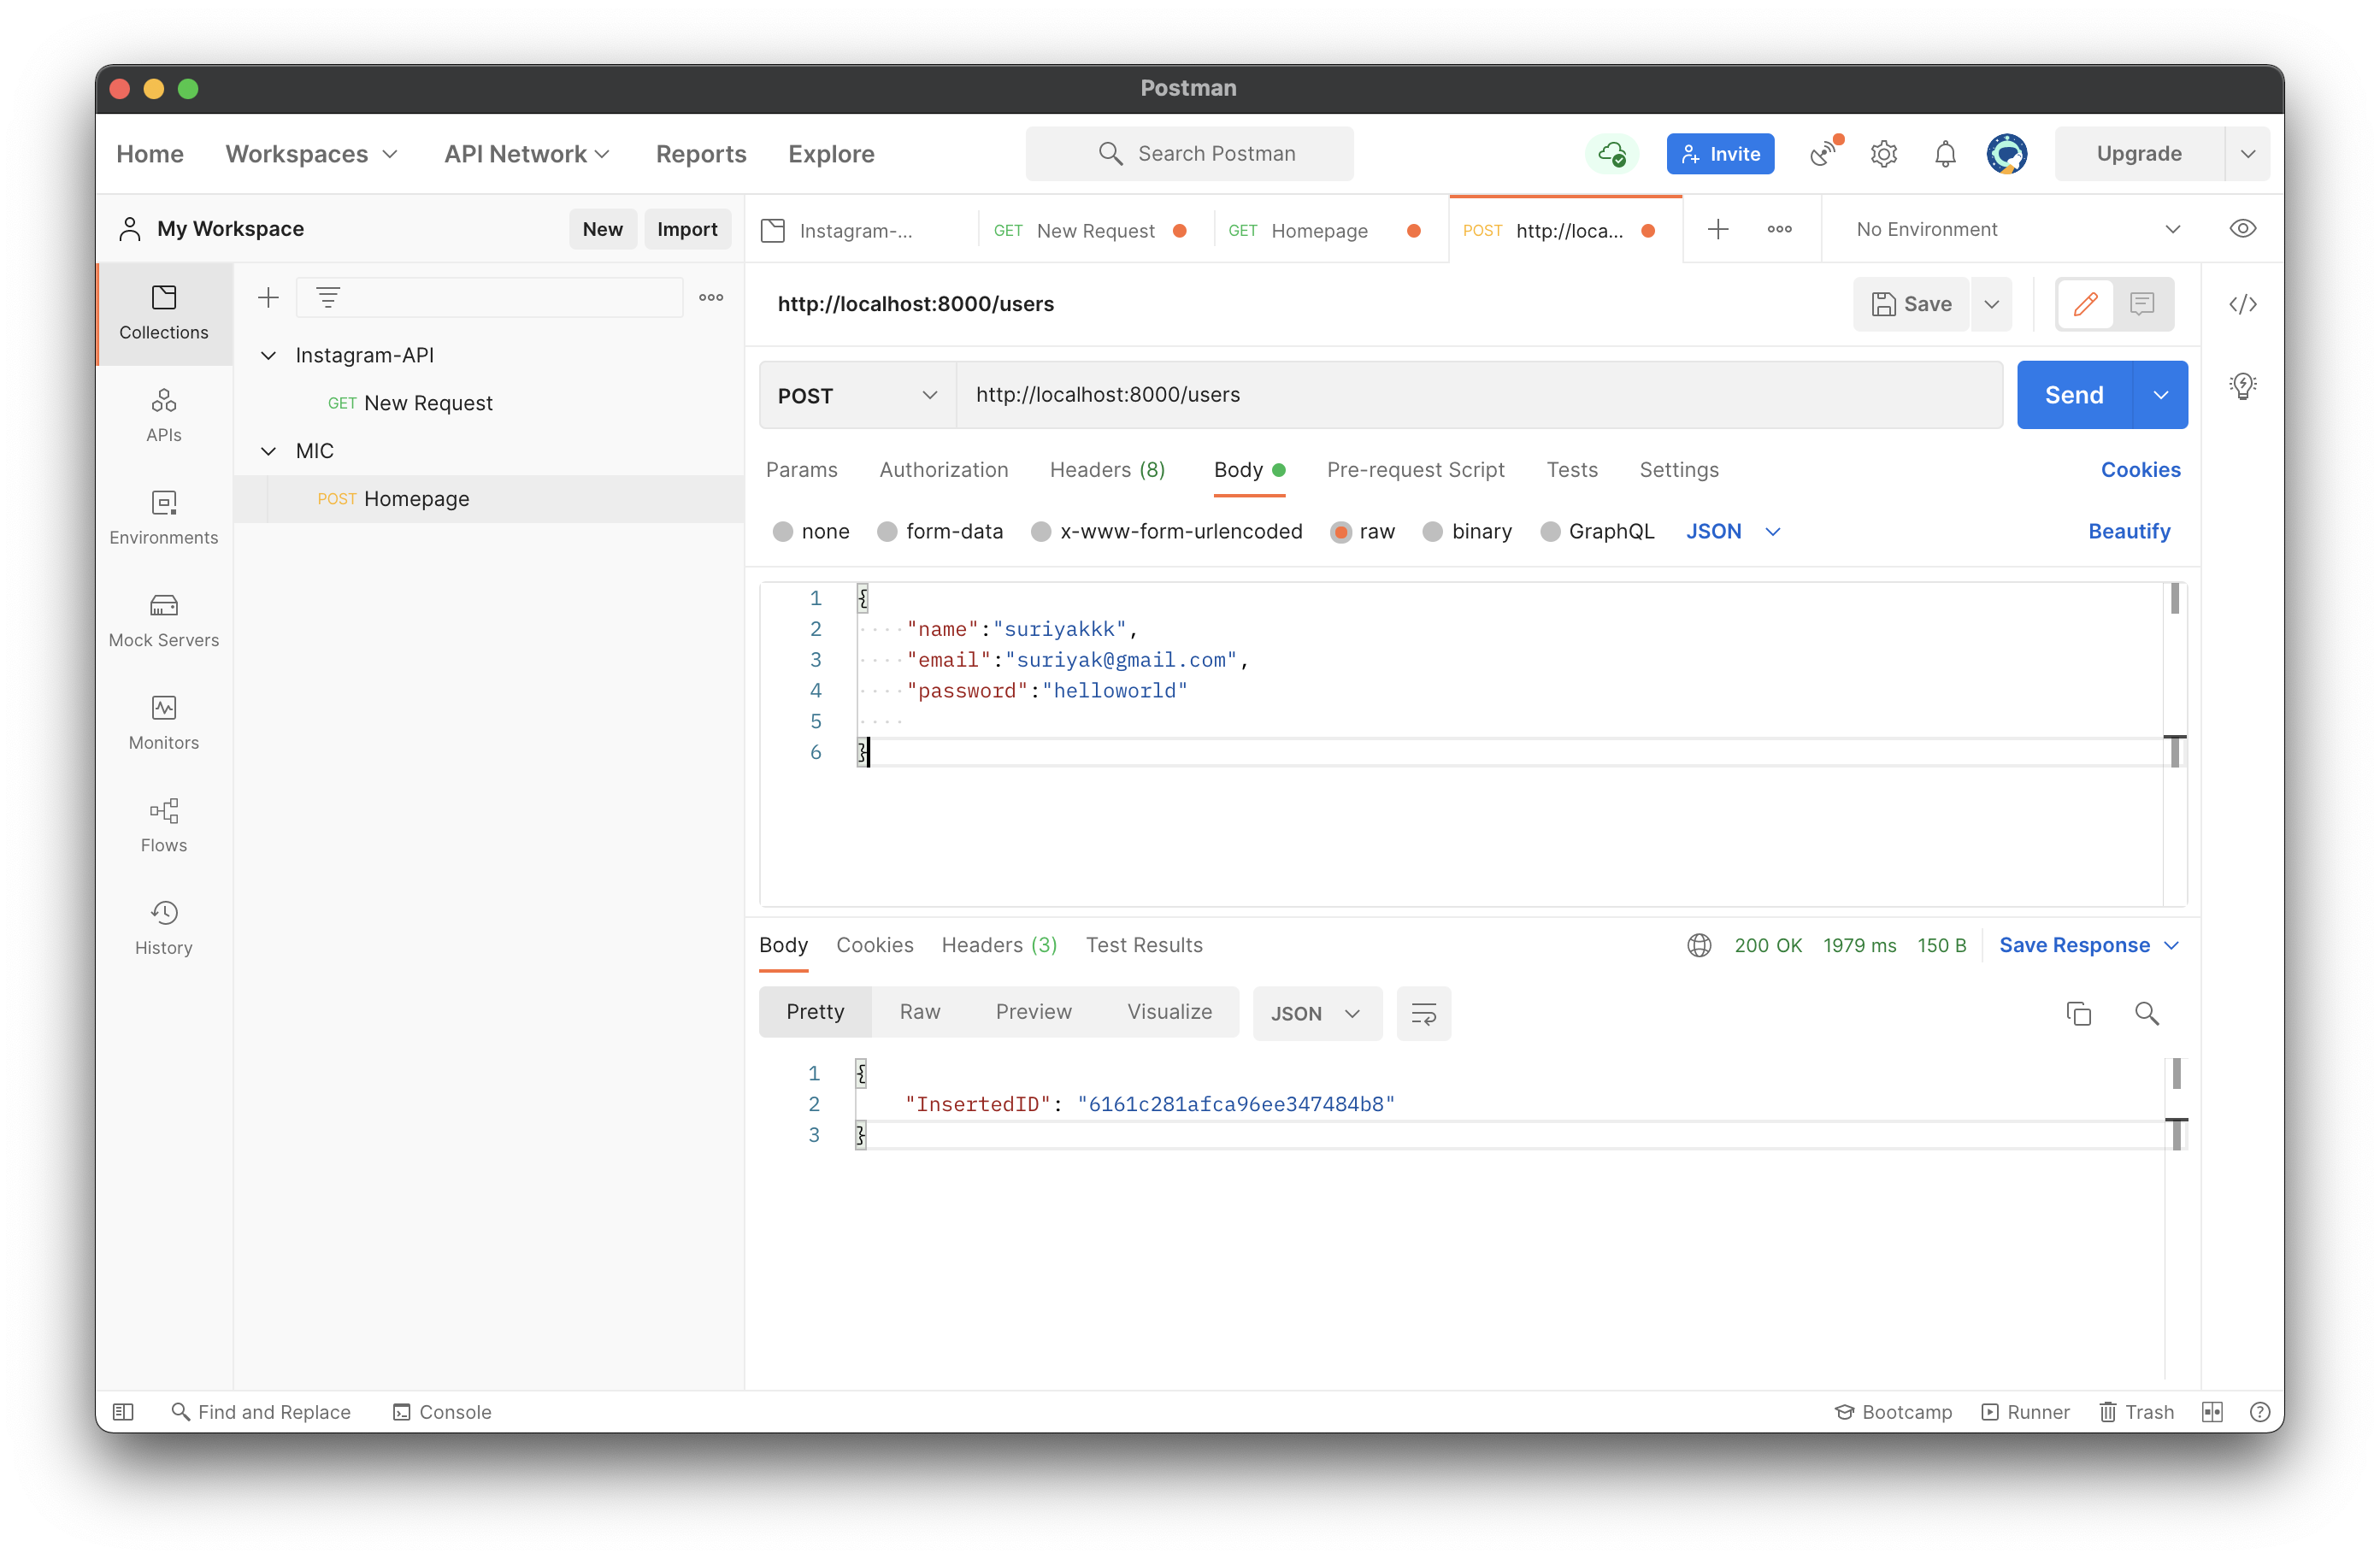 Postman
Home Workspaces API Network Reports Explore Search Postman Invite Upgrade
My Workspace New Import Instagram-... GET New Request GET Homepage POST http://loca... No Environment
Collections
APIs
Environments
Mock Servers
Monitors
Flows
History
Instagram-API
GET New Request
MIC
POST Homepage
http://localhost:8000/users Save
POST http://localhost:8000/users Send
Params Authorization Headers (8) Body Pre-request Script Tests Settings Cookies
none form-data x-www-form-urlencoded raw binary GraphQL JSON Beautify
1 {
2 "name":"suriyakkk",
3 "email":"suriyak@gmail.com",
4 "password":"helloworld"
5
6 }
Body Cookies Headers (3) Test Results 200 OK 1979 ms 150 B Save Response
Pretty Raw Preview Visualize JSON
1 {
2 "InsertedID": "6161c281afca96ee347484b8"
3 }
Find and Replace Console Bootcamp Runner Trash